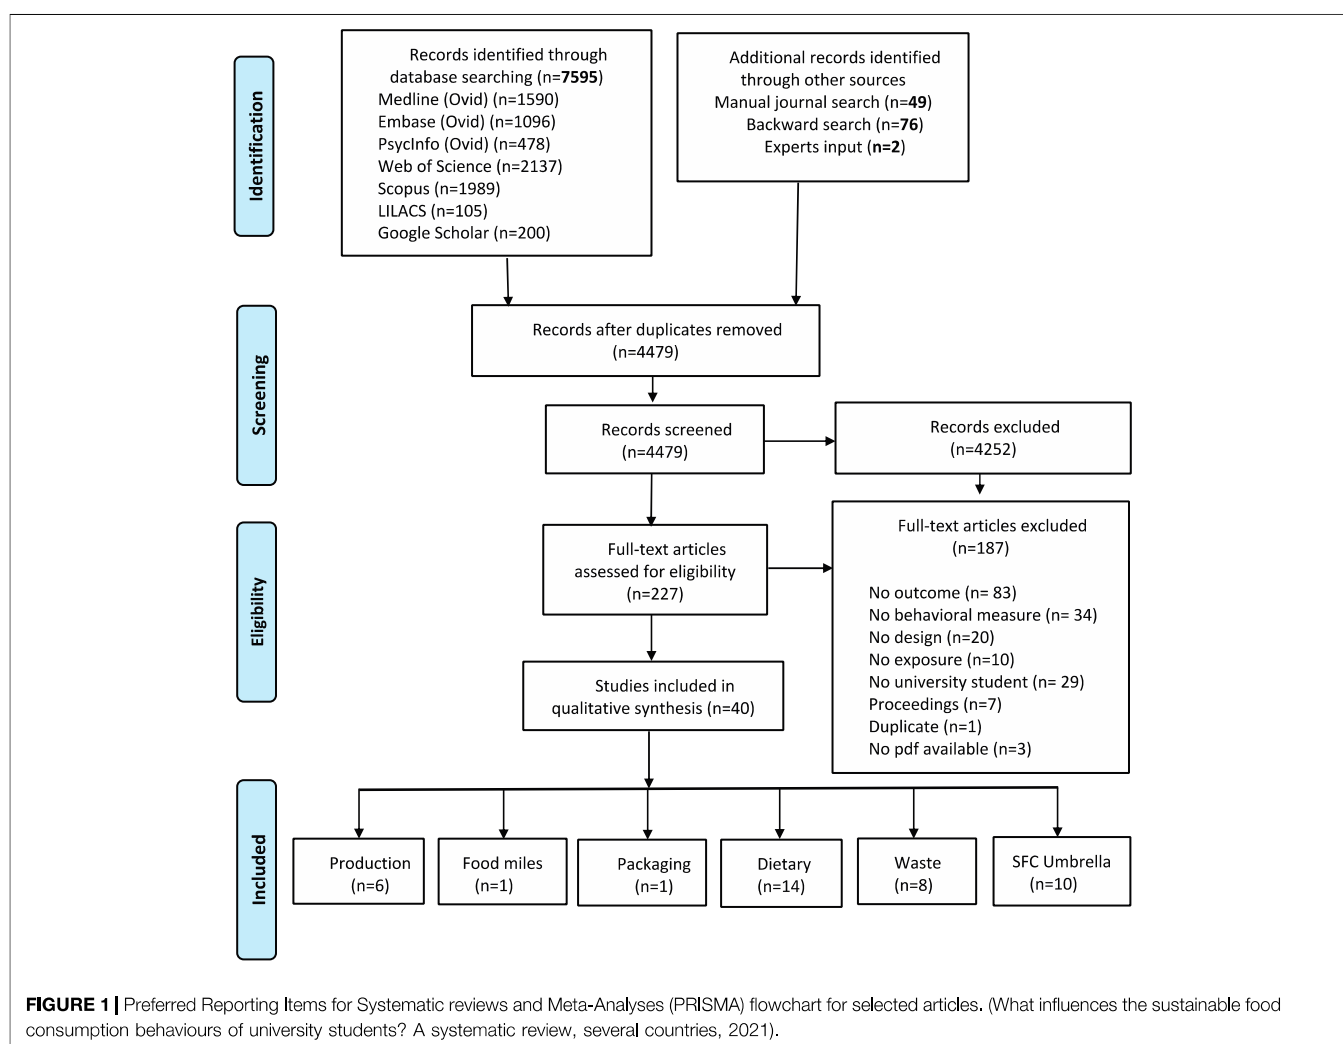 Identification
Records identified through
database searching (n=7595)
Medline (Ovid) (n=1590)
Embase (Ovid) (n=1096)
PsycInfo (Ovid) (n=478)
Web of Science (n=2137)
Scopus (n=1989)
LILACS (n=105)
Google Scholar (n=200)
Additional records identified
through other sources
Manual journal search (n=49)
Backward search (n=76)
Experts input (n=2)
Screening
Records after duplicates removed
(n=4479)
Records screened
(n=4479)
Records excluded
(n=4252)
Eligibility
Full-text articles
assessed for eligibility
(n=227)
Full-text articles excluded
(n=187)
No outcome (n= 83)
No behavioral measure (n= 34)
No design (n=20)
No exposure (n=10)
No university student (n= 29)
Proceedings (n=7)
Duplicate (n=1)
No pdf available (n=3)
Studies included in
qualitative synthesis (n=40)
Included
Production
(n=6)
Food miles
(n=1)
Packaging
(n=1)
Dietary
(n=14)
Waste
(n=8)
SFC Umbrella
(n=10)
FIGURE 1 | Preferred Reporting Items for Systematic reviews and Meta-Analyses (PRISMA) flowchart for selected articles. (What influences the sustainable food
consumption behaviours of university students? A systematic review, several countries, 2021).